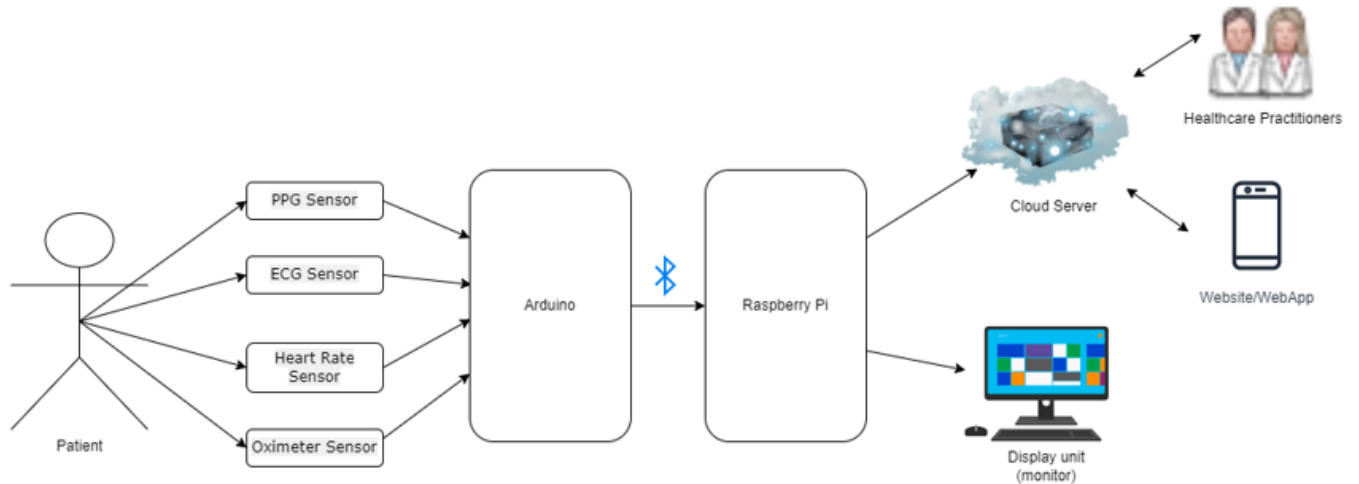 PPG Sensor
ECG Sensor
Heart Rate
Sensor
Oximeter Sensor
Patient
Arduino
Raspberry Pi
Cloud Server
Healthcare Practitioners
Website/WebApp
Display unit
(monitor)